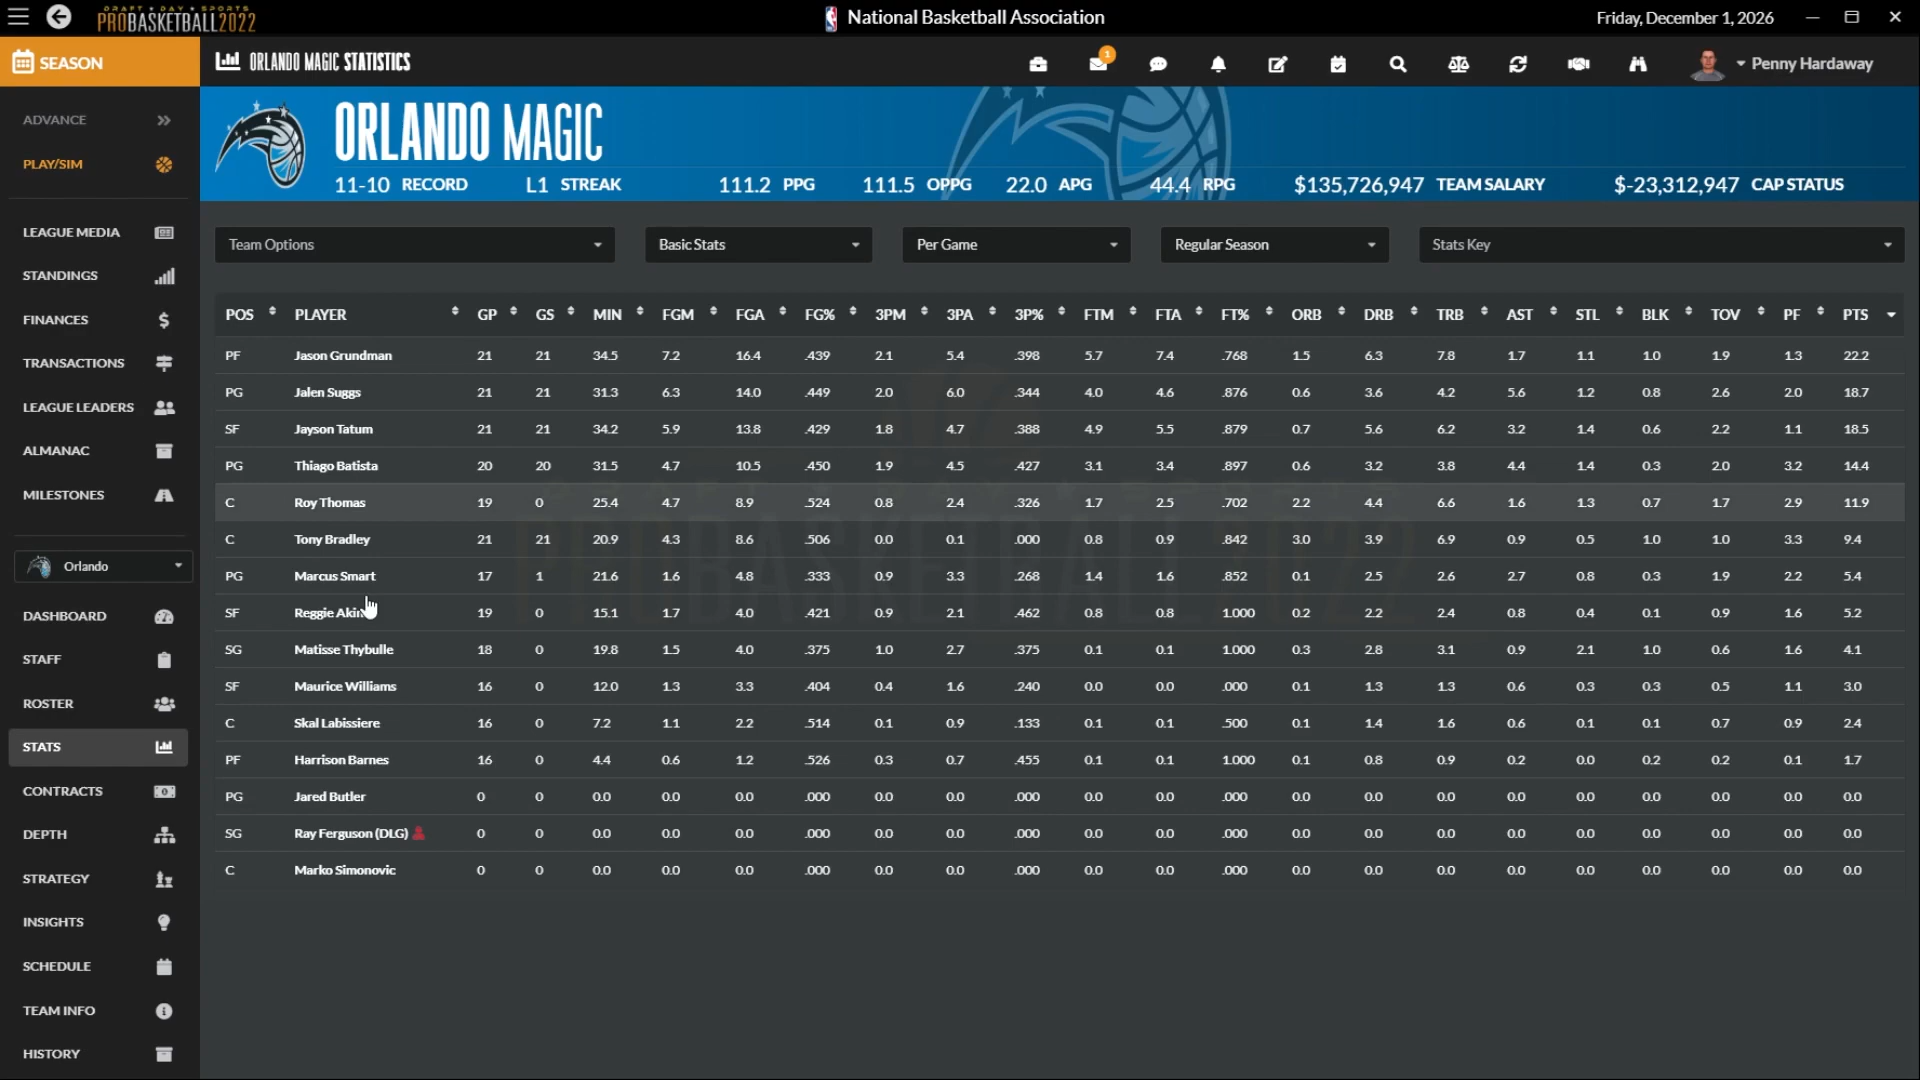 DRAFT ★ DAY ★ SPORTS
PROBASKETBALL2022
National Basketball Association
Friday, December 1, 2026
SEASON
ORLANDO MAGIC STATISTICS
1
Penny Hardaway
ADVANCE
PLAY/SIM
LEAGUE MEDIA
STANDINGS
FINANCES
TRANSACTIONS
LEAGUE LEADERS
ALMANAC
MILESTONES
Orlando
DASHBOARD
STAFF
ROSTER
STATS
CONTRACTS
DEPTH
STRATEGY
INSIGHTS
SCHEDULE
TEAM INFO
HISTORY
ORLANDO MAGIC
11-10 RECORD L1 STREAK 111.2 PPG 111.5 OPPG 22.0 APG 44.4 RPG $135,726,947 TEAM SALARY $-23,312,947 CAP STATUS
Team Options Basic Stats Per Game Regular Season Stats Key
POS PLAYER GP GS MIN FGM FGA FG% 3PM 3PA 3P% FTM FTA FT% ORB DRB TRB AST STL BLK TOV PF PTS
PF Jason Grundman 21 21 34.5 7.2 16.4 .439 2.1 5.4 .398 5.7 7.4 .768 1.5 6.3 7.8 1.7 1.1 1.0 1.9 1.3 22.2
PG Jalen Suggs 21 21 31.3 6.3 14.0 .449 2.0 6.0 .344 4.0 4.6 .876 0.6 3.6 4.2 5.6 1.2 0.8 2.6 2.0 18.7
SF Jayson Tatum 21 21 34.2 5.9 13.8 .429 1.8 4.7 .388 4.9 5.5 .879 0.7 5.6 6.2 3.2 1.4 0.6 2.2 1.1 18.5
PG Thiago Batista 20 20 31.5 4.7 10.5 .450 1.9 4.5 .427 3.1 3.4 .897 0.6 3.2 3.8 4.4 1.4 0.3 2.0 3.2 14.4
C Roy Thomas 19 0 25.4 4.7 8.9 .524 0.8 2.4 .326 1.7 2.5 .702 2.2 4.4 6.6 1.6 1.3 0.7 1.7 2.9 11.9
C Tony Bradley 21 21 20.9 4.3 8.6 .506 0.0 0.1 .000 0.8 0.9 .842 3.0 3.9 6.9 0.9 0.5 1.0 1.0 3.3 9.4
PG Marcus Smart 17 1 21.6 1.6 4.8 .333 0.9 3.3 .268 1.4 1.6 .852 0.1 2.5 2.6 2.7 0.8 0.3 1.9 2.2 5.4
SF Reggie 19 0 15.1 1.7 4.0 .421 0.9 2.1 .462 0.8 0.8 1.000 0.2 2.2 2.4 0.8 0.4 0.1 0.9 1.6 5.2
SG Matisse Thybulle 18 0 19.8 1.5 4.0 .375 1.0 2.7 .375 0.1 0.1 1.000 0.3 2.8 3.1 0.9 2.1 1.0 0.6 1.6 4.1
SF Maurice Williams 16 0 12.0 1.3 3.3 .404 0.4 1.6 .240 0.0 0.0 .000 0.1 1.3 1.3 0.6 0.3 0.3 0.5 1.1 3.0
C Skal Labissiere 16 0 7.2 1.1 2.2 .514 0.1 0.9 .133 0.1 0.1 .500 0.1 1.4 1.6 0.6 0.1 0.1 0.7 0.9 2.4
PF Harrison Barnes 16 0 4.4 0.6 1.2 .526 0.3 0.7 .455 0.1 0.1 1.000 0.1 0.8 0.9 0.2 0.0 0.2 0.2 0.1 1.7
PG Jared Butler 0 0 0.0 0.0 0.0 .000 0.0 0.0 .000 0.0 0.0 .000 0.0 0.0 0.0 0.0 0.0 0.0 0.0 0.0 0.0
SG Ray Ferguson (DLG) 0 0 0.0 0.0 0.0 .000 0.0 0.0 .000 0.0 0.0 .000 0.0 0.0 0.0 0.0 0.0 0.0 0.0 0.0 0.0
C Marko Simonovic 0 0 0.0 0.0 0.0 .000 0.0 0.0 .000 0.0 0.0 .000 0.0 0.0 0.0 0.0 0.0 0.0 0.0 0.0 0.0
PROBASKETBALL2022